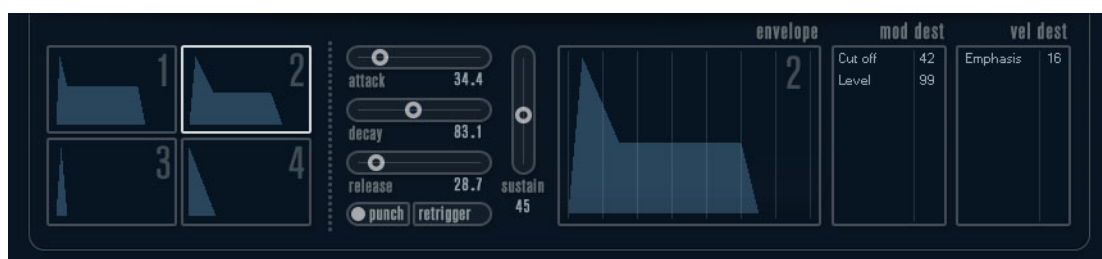 envelope mod dest vel dest
1 2
3 4
attack 34.4
decay 83.1
release 28.7
punch retrigger
sustain
45
2
Cut off 42
Level 99
Emphasis 16